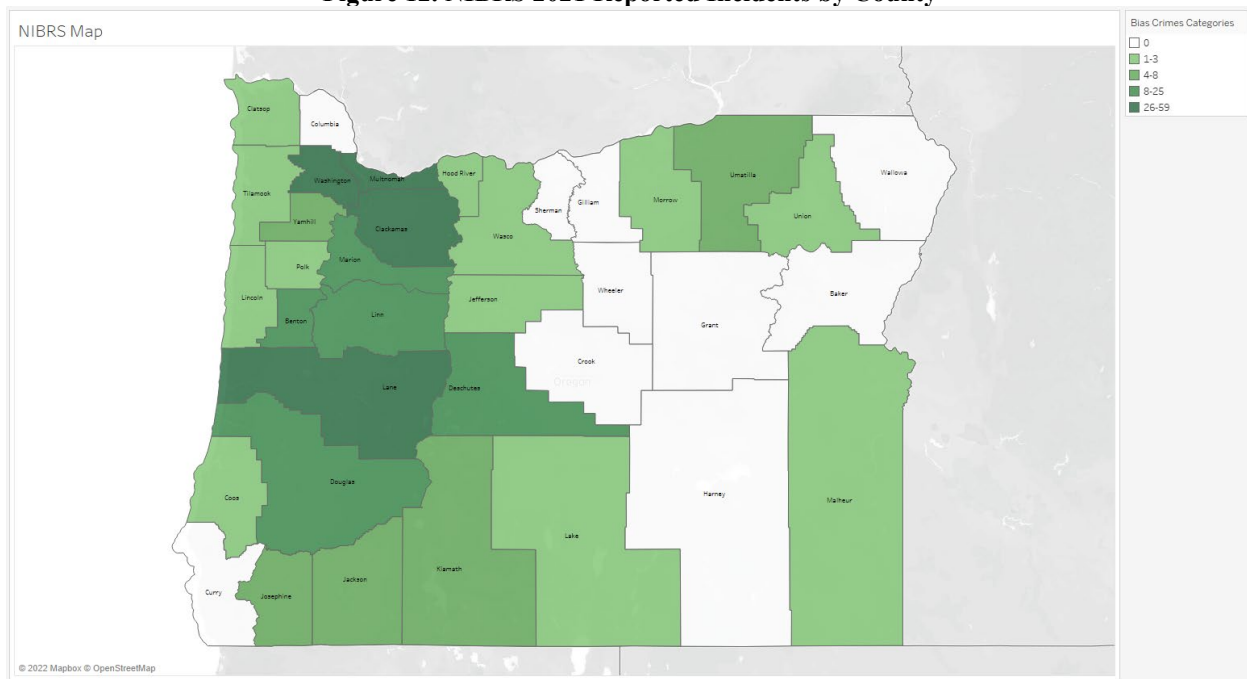 Figure 12: NIBRS 2021 Reported Incidents by County
NIBRS Map
Bias Crimes Categories
0
1-3
4-8
8-25
26-59
Clatsop
Columbia
Tillamook
Washington
Multnomah
Hood River
Yamhill
Clackamas
Wasco
Sherman
Gilliam
Morrow
Umatilla
Union
Wallowa
Polk
Marion
Lincoln
Benton
Linn
Jefferson
Wheeler
Grant
Baker
Crook
Oregon
Lane
Deschutes
Coos
Douglas
Harney
Malheur
Lake
Klamath
Jackson
Josephine
Curry
© 2022 Mapbox © OpenStreetMap